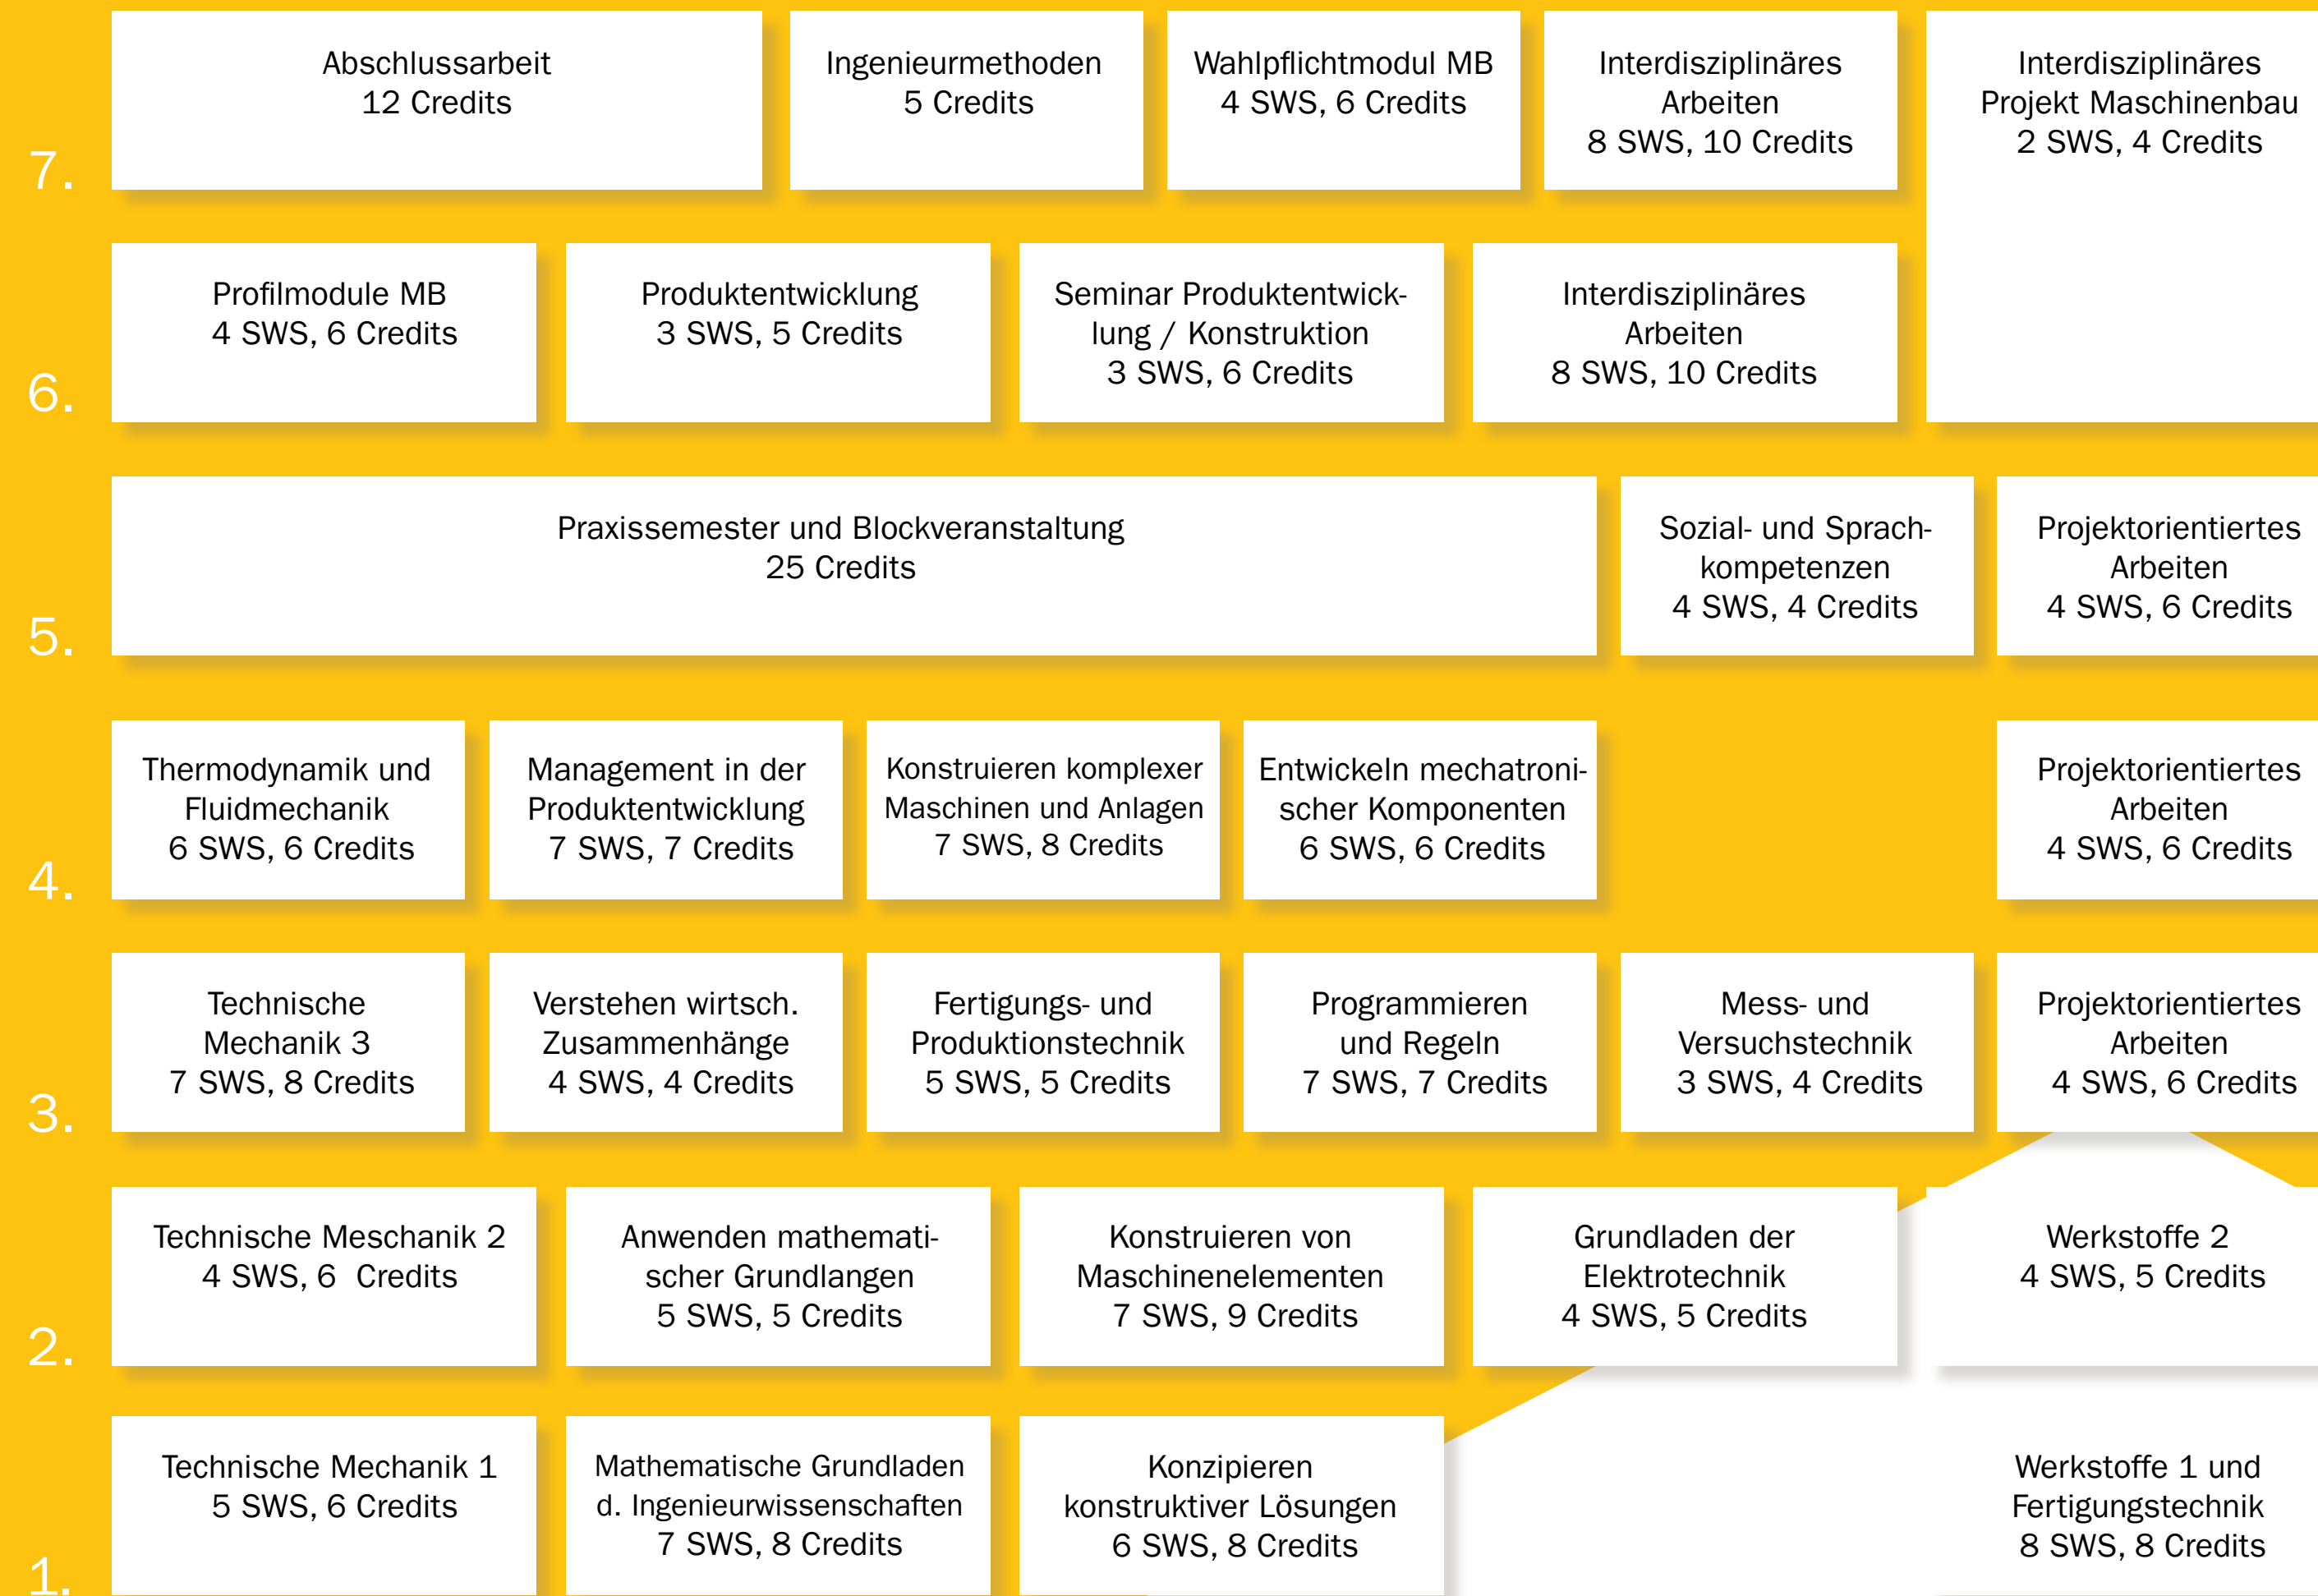 Abschlussarbeit
12 Credits
Ingenieurmethoden
5 Credits
Wahlpflichtmodul MB
4 SWS, 6 Credits
Interdisziplinäres
Arbeiten
8 SWS, 10 Credits
Interdisziplinäres
Projekt Maschinenbau
2 SWS, 4 Credits
7.
Profilmodule MB
4 SWS, 6 Credits
Produktentwicklung
3 SWS, 5 Credits
Seminar Produktentwick-
lung / Konstruktion
3 SWS, 6 Credits
Interdisziplinäres
Arbeiten
8 SWS, 10 Credits
6.
Praxissemester und Blockveranstaltung
25 Credits
Sozial- und Sprach-
kompetenzen
4 SWS, 4 Credits
Projektorientiertes
Arbeiten
4 SWS, 6 Credits
5.
Thermodynamik und
Fluidmechanik
6 SWS, 6 Credits
Management in der
Produktentwicklung
7 SWS, 7 Credits
Konstruieren komplexer
Maschinen und Anlagen
7 SWS, 8 Credits
Entwickeln mechatroni-
scher Komponenten
6 SWS, 6 Credits
Projektorientiertes
Arbeiten
4 SWS, 6 Credits
4.
Technische
Mechanik 3
7 SWS, 8 Credits
Verstehen wirtsch.
Zusammenhänge
4 SWS, 4 Credits
Fertigungs- und
Produktionstechnik
5 SWS, 5 Credits
Programmieren
und Regeln
7 SWS, 7 Credits
Mess- und
Versuchstechnik
3 SWS, 4 Credits
Projektorientiertes
Arbeiten
4 SWS, 6 Credits
3.
Technische Meschanik 2
4 SWS, 6 Credits
Anwenden mathemati-
scher Grundlangen
5 SWS, 5 Credits
Konstruieren von
Maschinenelementen
7 SWS, 9 Credits
Grundladen der
Elektrotechnik
4 SWS, 5 Credits
Werkstoffe 2
4 SWS, 5 Credits
2.
Technische Mechanik 1
5 SWS, 6 Credits
Mathematische Grundladen
d. Ingenieurwissenschaften
7 SWS, 8 Credits
Konzipieren
konstruktiver Lösungen
6 SWS, 8 Credits
Werkstoffe 1 und
Fertigungstechnik
8 SWS, 8 Credits
1.